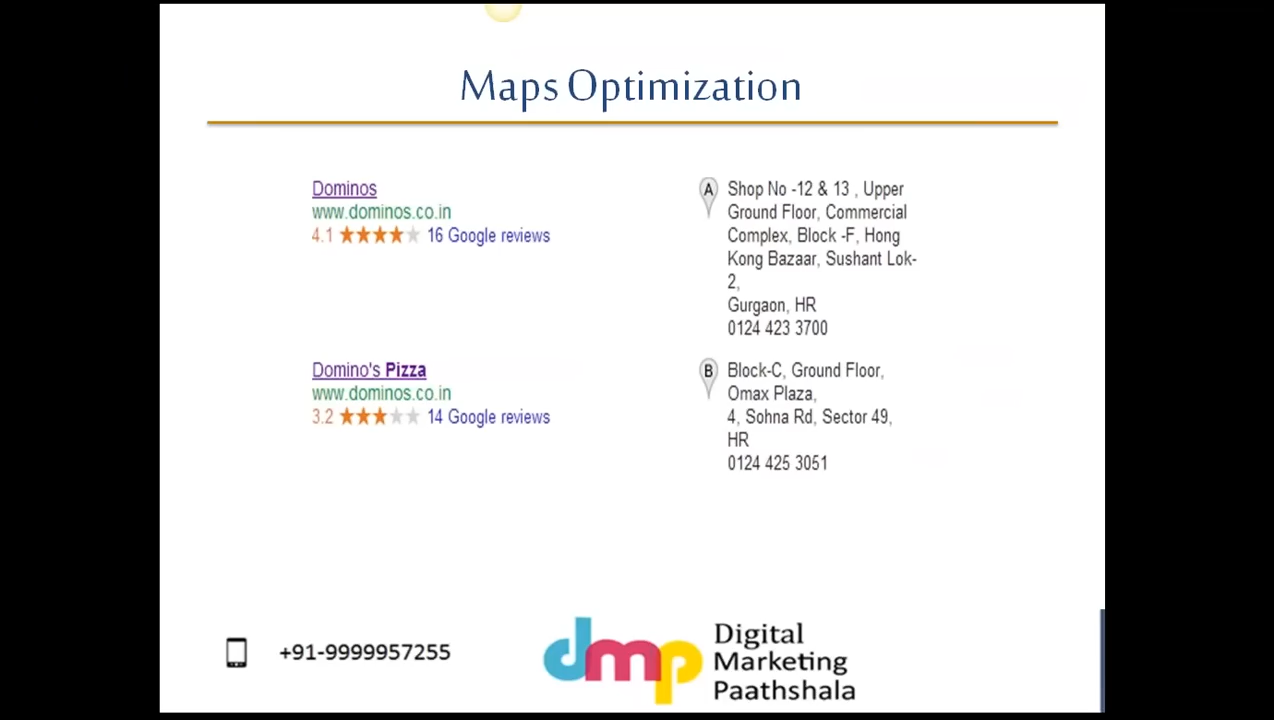 Maps Optimization
Dominos
www.dominos.co.in
4.1 16 Google reviews
A
Shop No -12 & 13 , Upper
Ground Floor, Commercial
Complex, Block -F, Hong
Kong Bazaar, Sushant Lok-
2,
Gurgaon, HR
0124 423 3700
Domino's Pizza
www.dominos.co.in
3.2 14 Google reviews
B
Block-C, Ground Floor,
Omax Plaza,
4, Sohna Rd, Sector 49,
HR
0124 425 3051
+91-9999957255
dmp
Digital
Marketing
Paathshala